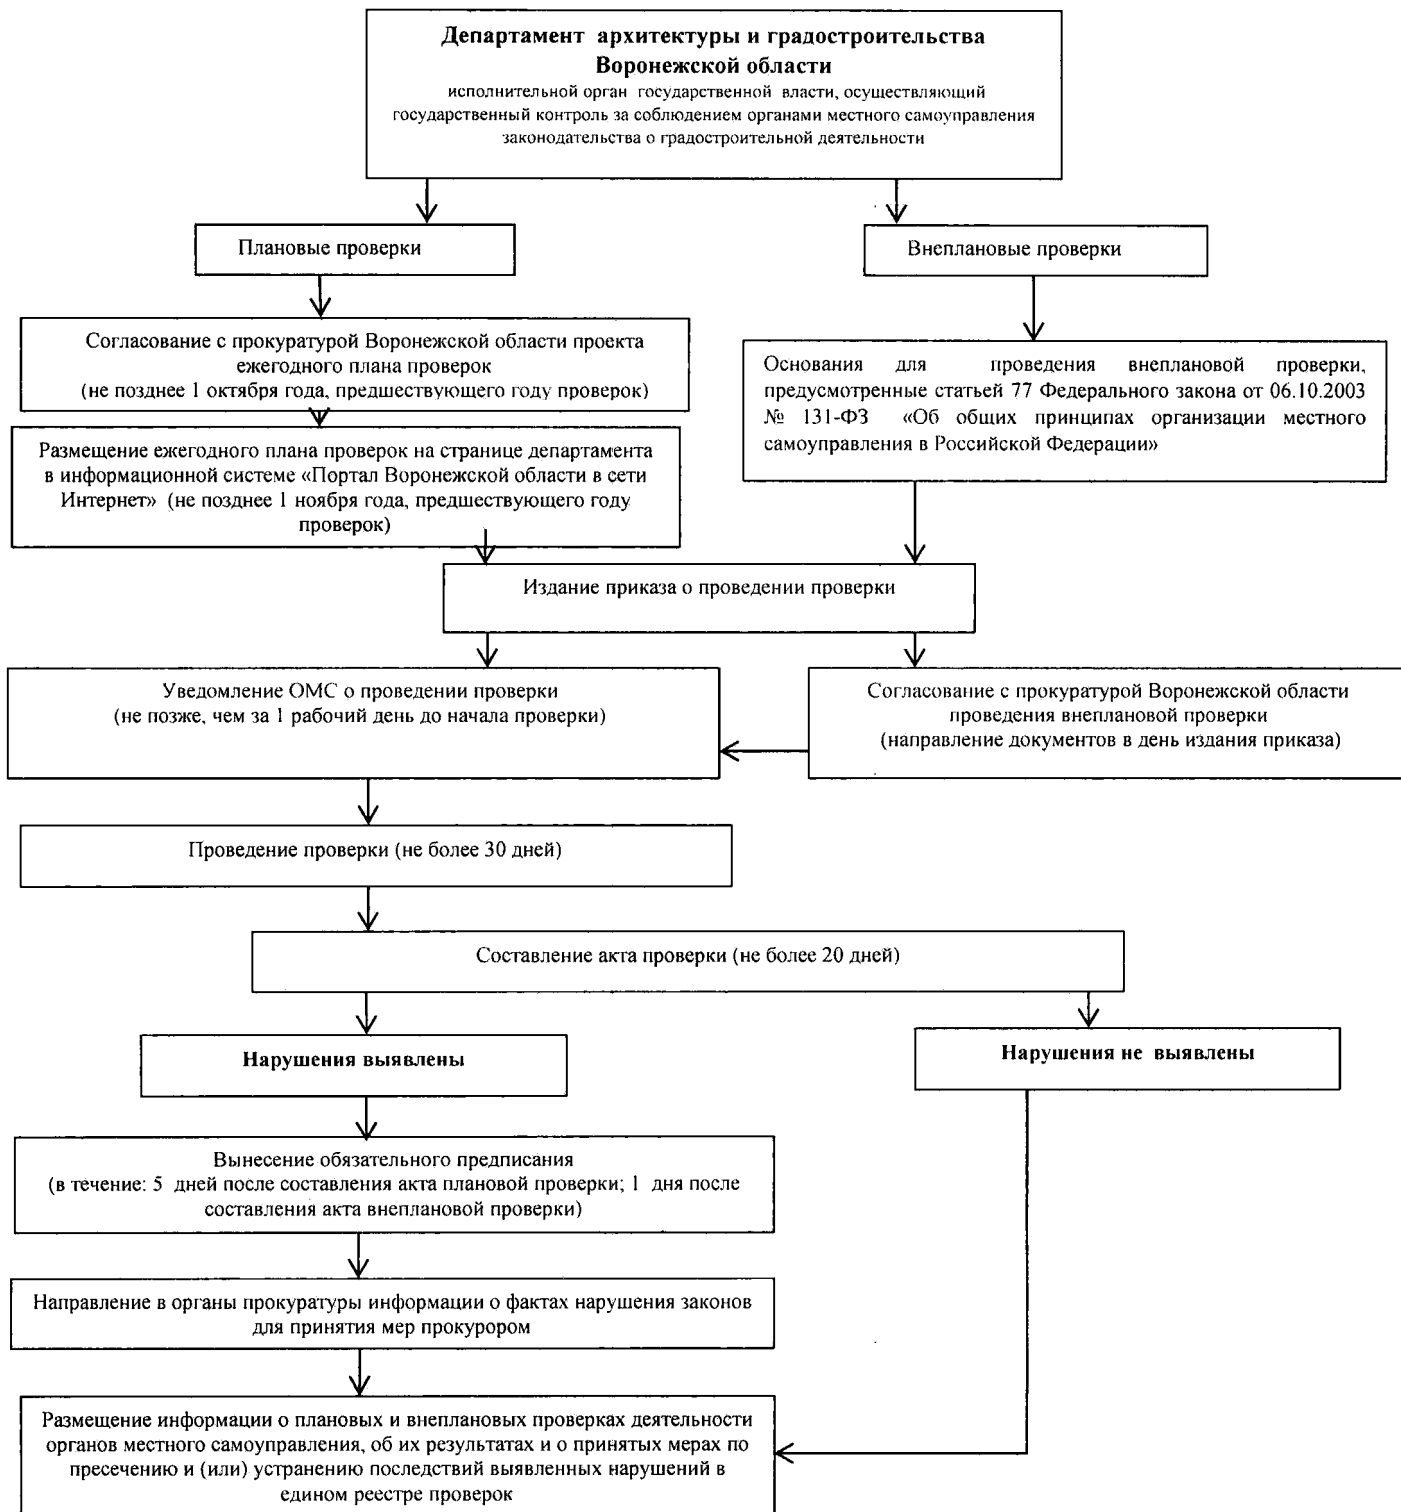 Департамент архитектуры и градостроительства
Воронежской области
исполнительной орган государственной власти, осуществляющий
государственный контроль за соблюдением органами местного самоуправления
законодательства о градостроительной деятельности
Плановые проверки
Внеплановые проверки
Согласование с прокуратурой Воронежской области проекта
ежегодного плана проверок
(не позднее 1 октября года, предшествующего году проверок)
Основания для проведения внеплановой проверки,
предусмотренные статьей 77 Федерального закона от 06.10.2003
№ 131-ФЗ «Об общих принципах организации местного
самоуправления в Российской Федерации»
Размещение ежегодного плана проверок на странице департамента
в информационной системе «Портал Воронежской области в сети
Интернет» (не позднее 1 ноября года, предшествующего году
проверок)
Издание приказа о проведении проверки
Уведомление ОМС о проведении проверки
(не позже, чем за 1 рабочий день до начала проверки)
Согласование с прокуратурой Воронежской области
проведения внеплановой проверки
(направление документов в день издания приказа)
Проведение проверки (не более 30 дней)
Составление акта проверки (не более 20 дней)
Нарушения выявлены
Нарушения не выявлены
Вынесение обязательного предписания
(в течение: 5 дней после составления акта плановой проверки; 1 дня после
составления акта внеплановой проверки)
Направление в органы прокуратуры информации о фактах нарушения законов
для принятия мер прокурором
Размещение информации о плановых и внеплановых проверках деятельности
органов местного самоуправления, об их результатах и о принятых мерах по
пресечению и (или) устранению последствий выявленных нарушений в
едином реестре проверок